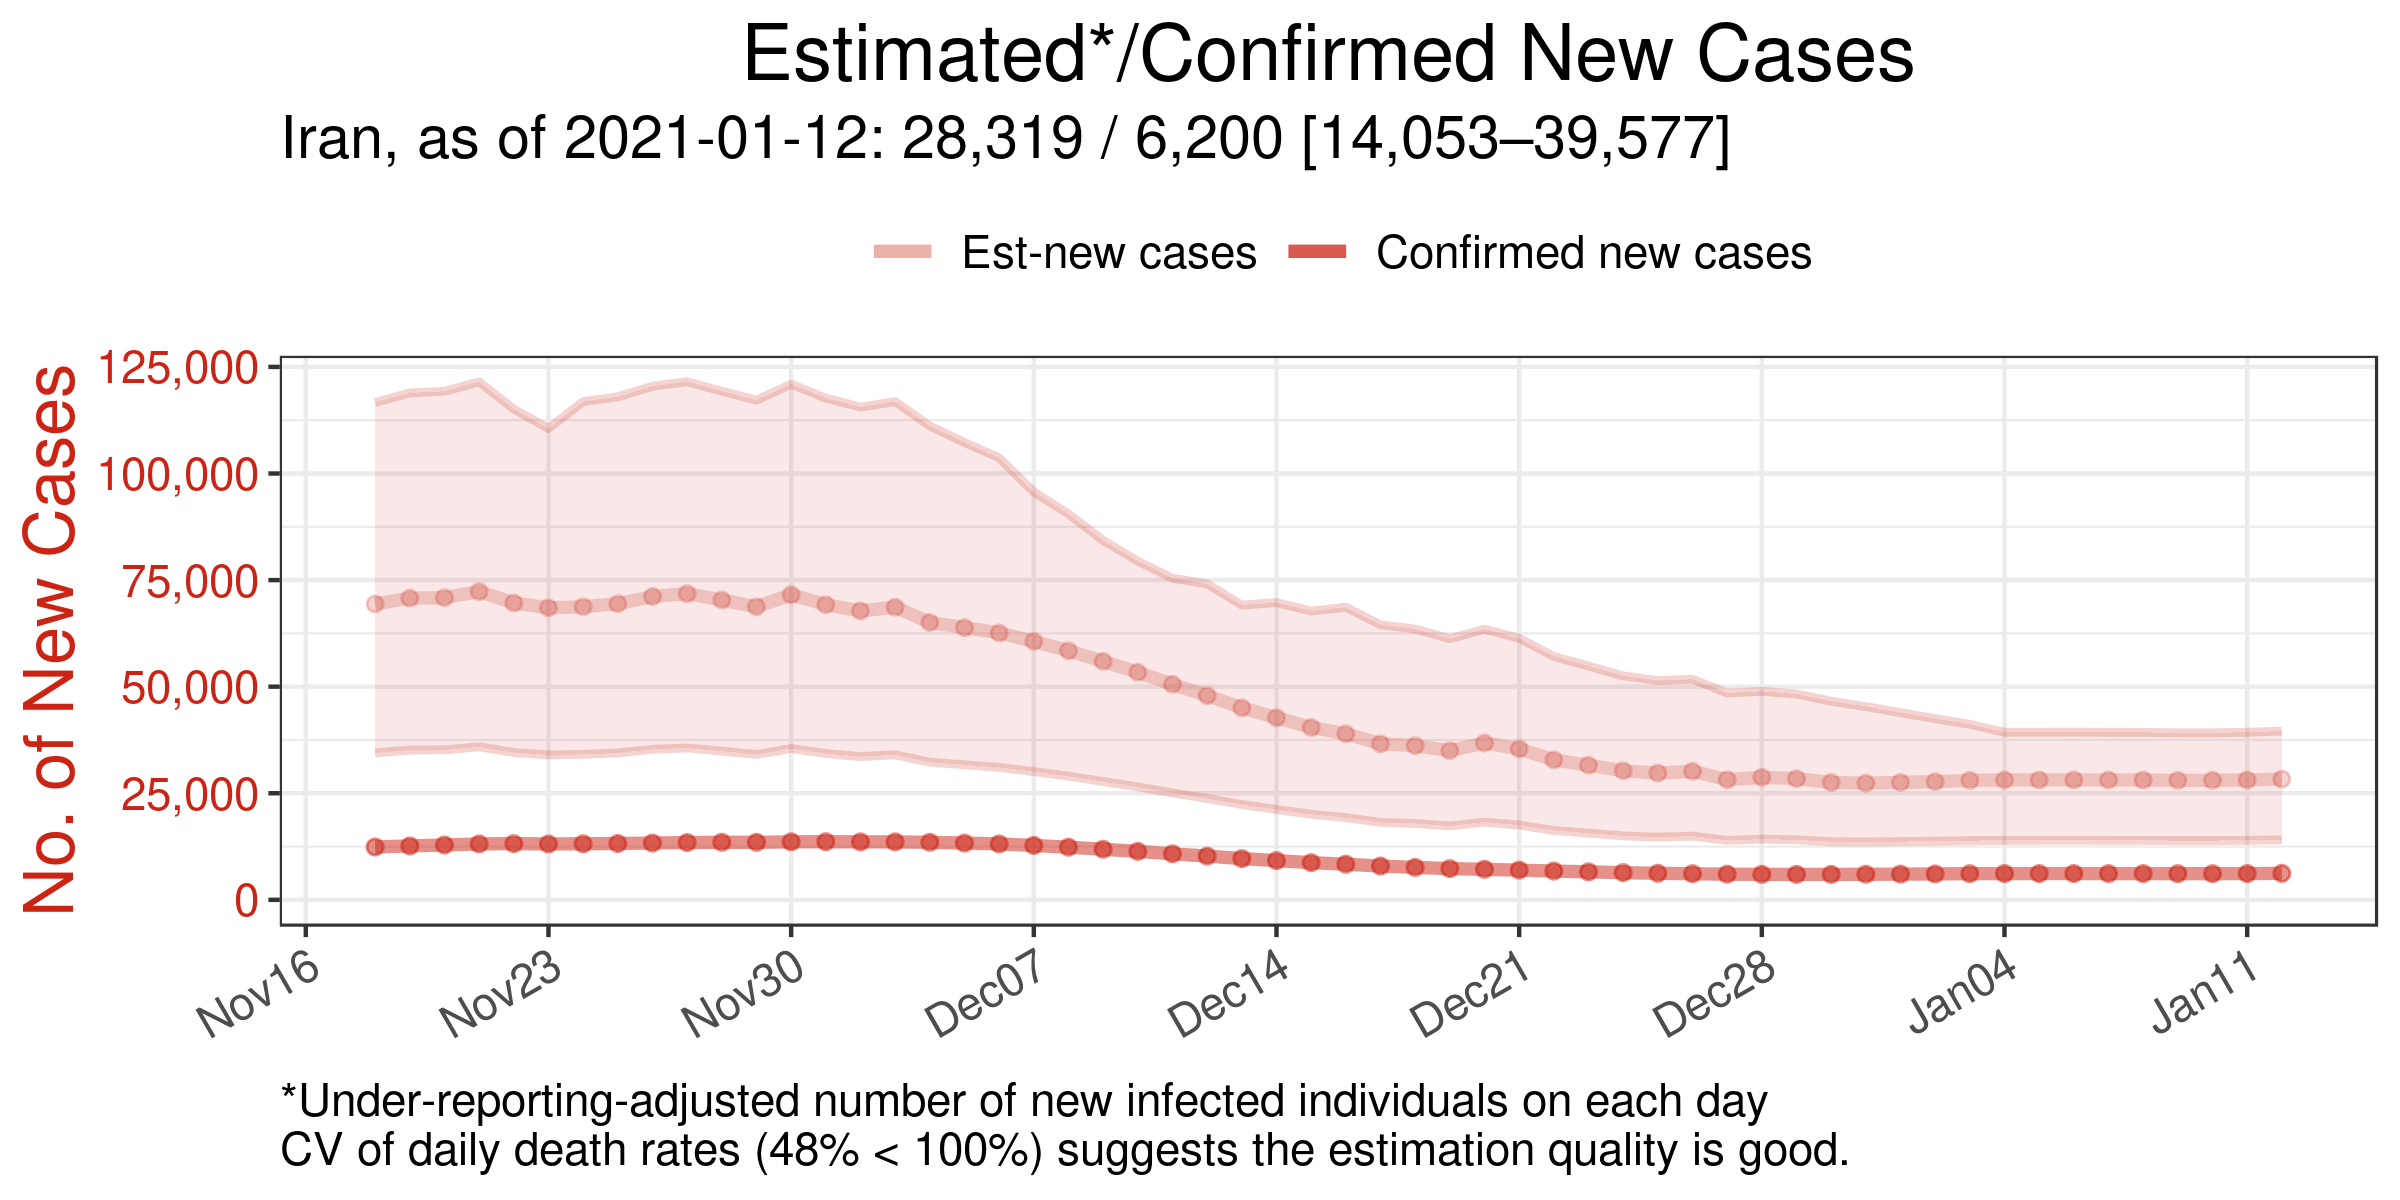 Estimated*/Confirmed New Cases
Iran, as of 2021-01-12: 28,319 / 6,200 [14,053–39,577]
Est-new cases Confirmed new cases
No. of New Cases
125,000
100,000
75,000
50,000
25,000
0
Nov16 Nov23 Nov30 Dec07 Dec14 Dec21 Dec28 Jan04 Jan11
*Under-reporting-adjusted number of new infected individuals on each day
CV of daily death rates (48% < 100%) suggests the estimation quality is good.